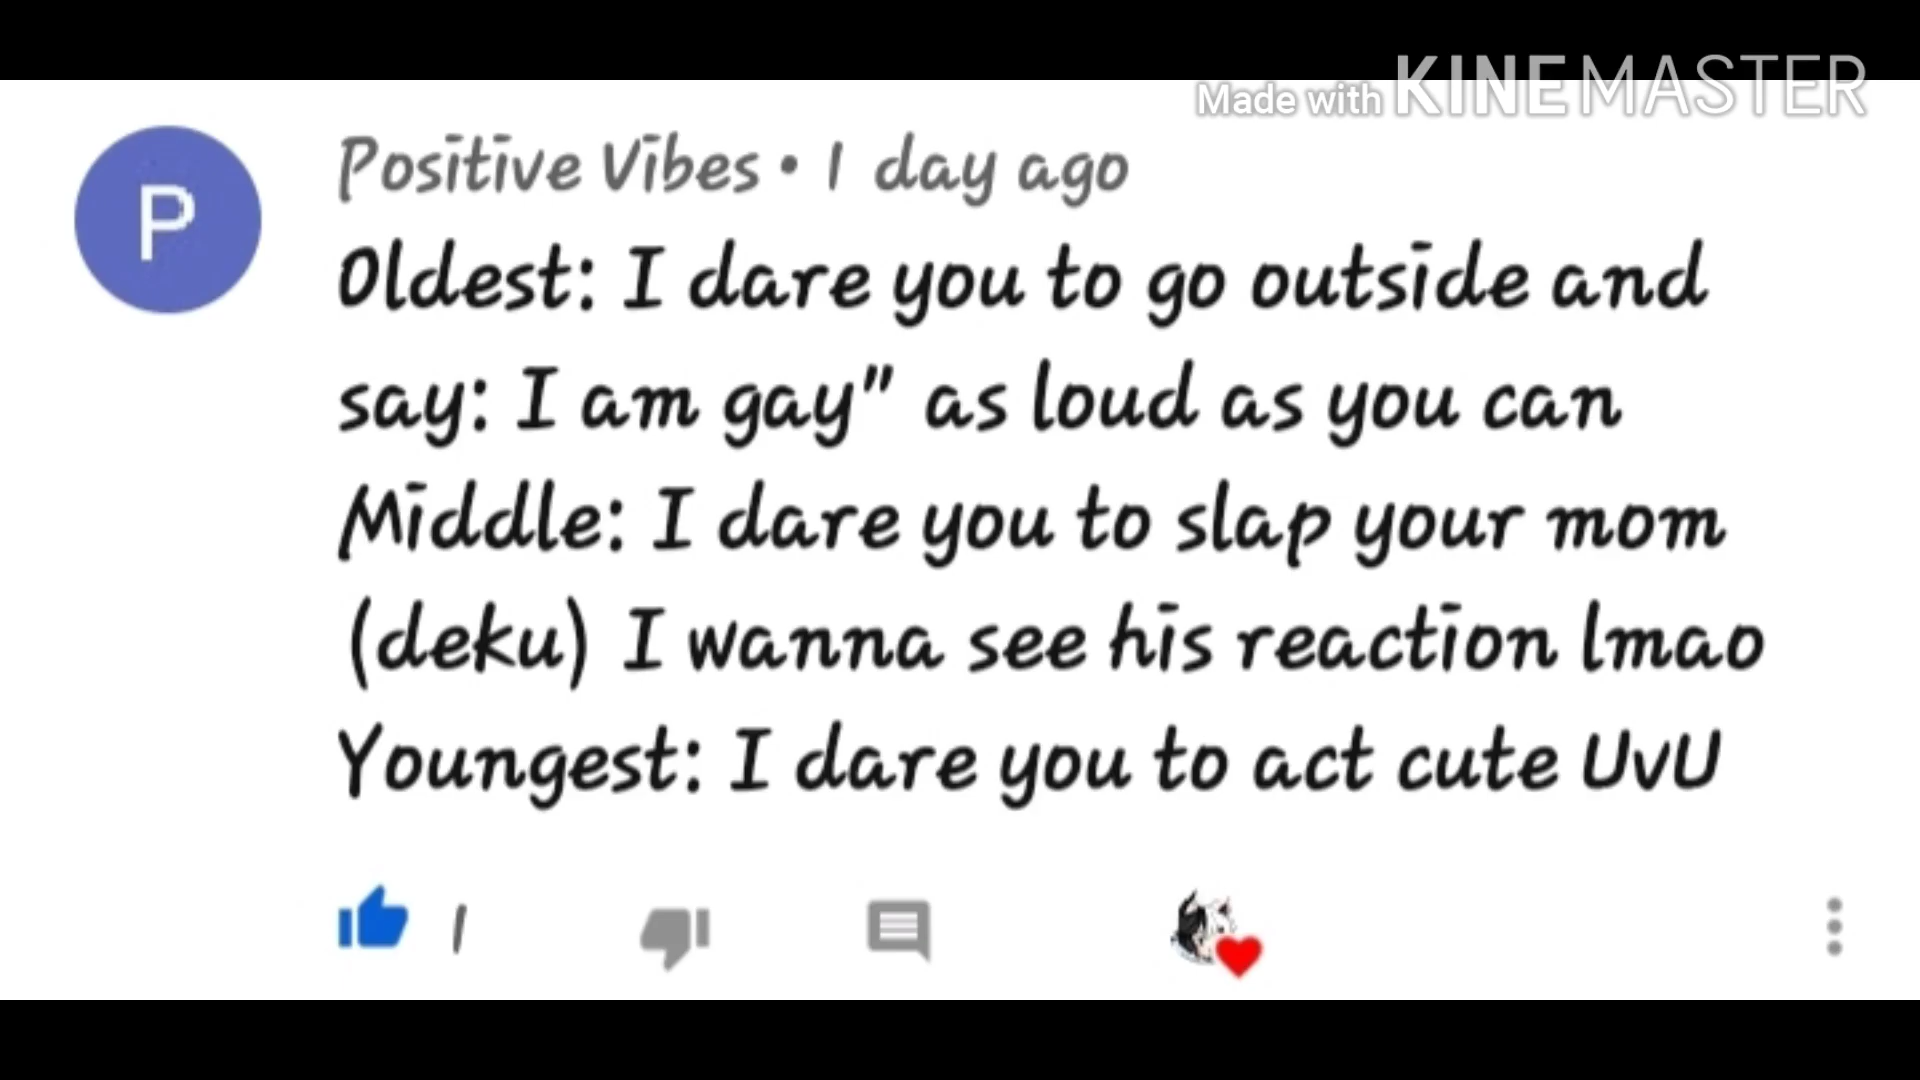 Made with KINEMASTER
P
Positive Vibes • 1 day ago
Oldest: I dare you to go outside and
say: I am gay" as loud as you can
Middle: I dare you to slap your mom
(deku) I wanna see his reaction lmao
Youngest: I dare you to act cute UvU
1